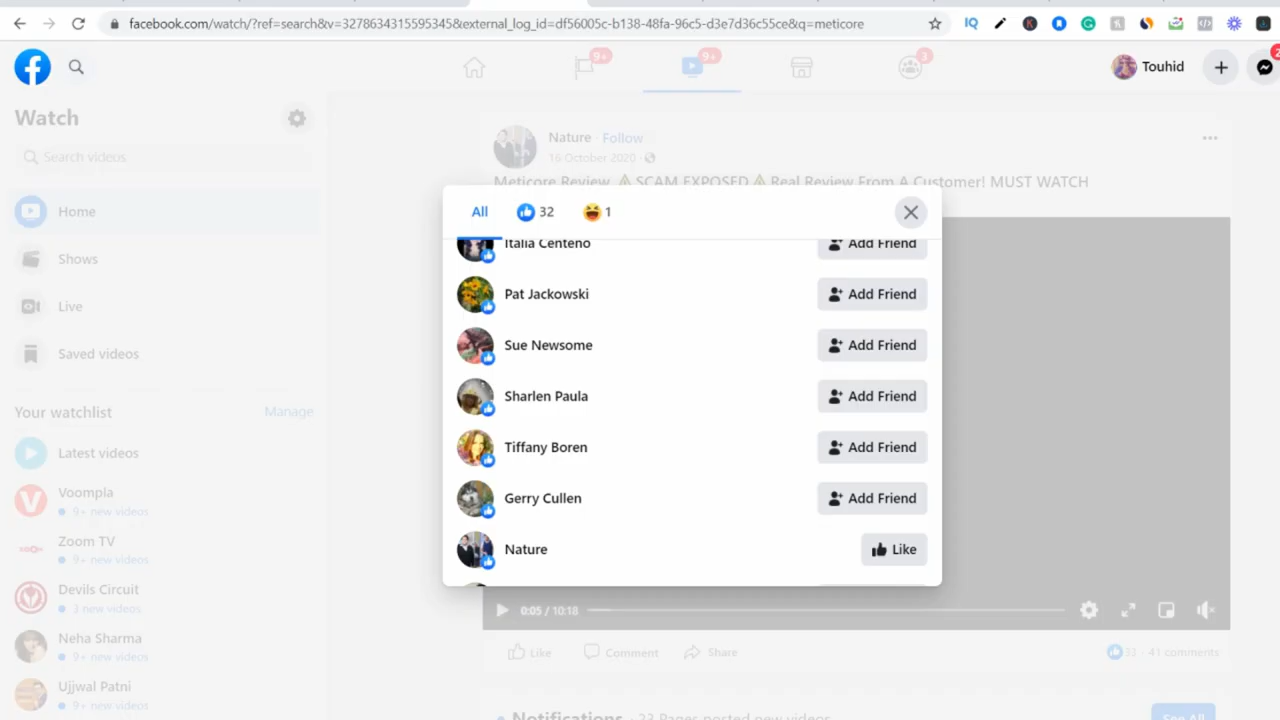 facebook.com/watch/?ref=search&v=3278634315595345&external_log_id=df56005c-b138-48fa-96c5-d3e7d36c55ce&q=meticore
IQ
9+
9+
3
Touhid
2
Watch
Search videos
Home
Shows
Live
Saved videos
Your watchlist
Manage
Latest videos
Voompla
9+ new videos
Zoom TV
9+ new videos
Devils Circuit
3 new videos
Neha Sharma
9+ new videos
Ujjwal Patni
9+ new videos
Nature · Follow
16 October 2020 ·
Meticore Review ⚠SCAM EXPOSED⚠ Real Review From A Customer! MUST WATCH
All
32
1
Italia Centeno
Add Friend
Pat Jackowski
Add Friend
Sue Newsome
Add Friend
Sharlen Paula
Add Friend
Tiffany Boren
Add Friend
Gerry Cullen
Add Friend
Nature
Like
0:05 / 10:18
Like
Comment
Share
33 · 41 comments
Notifications · 23 Pages posted new videos
See All